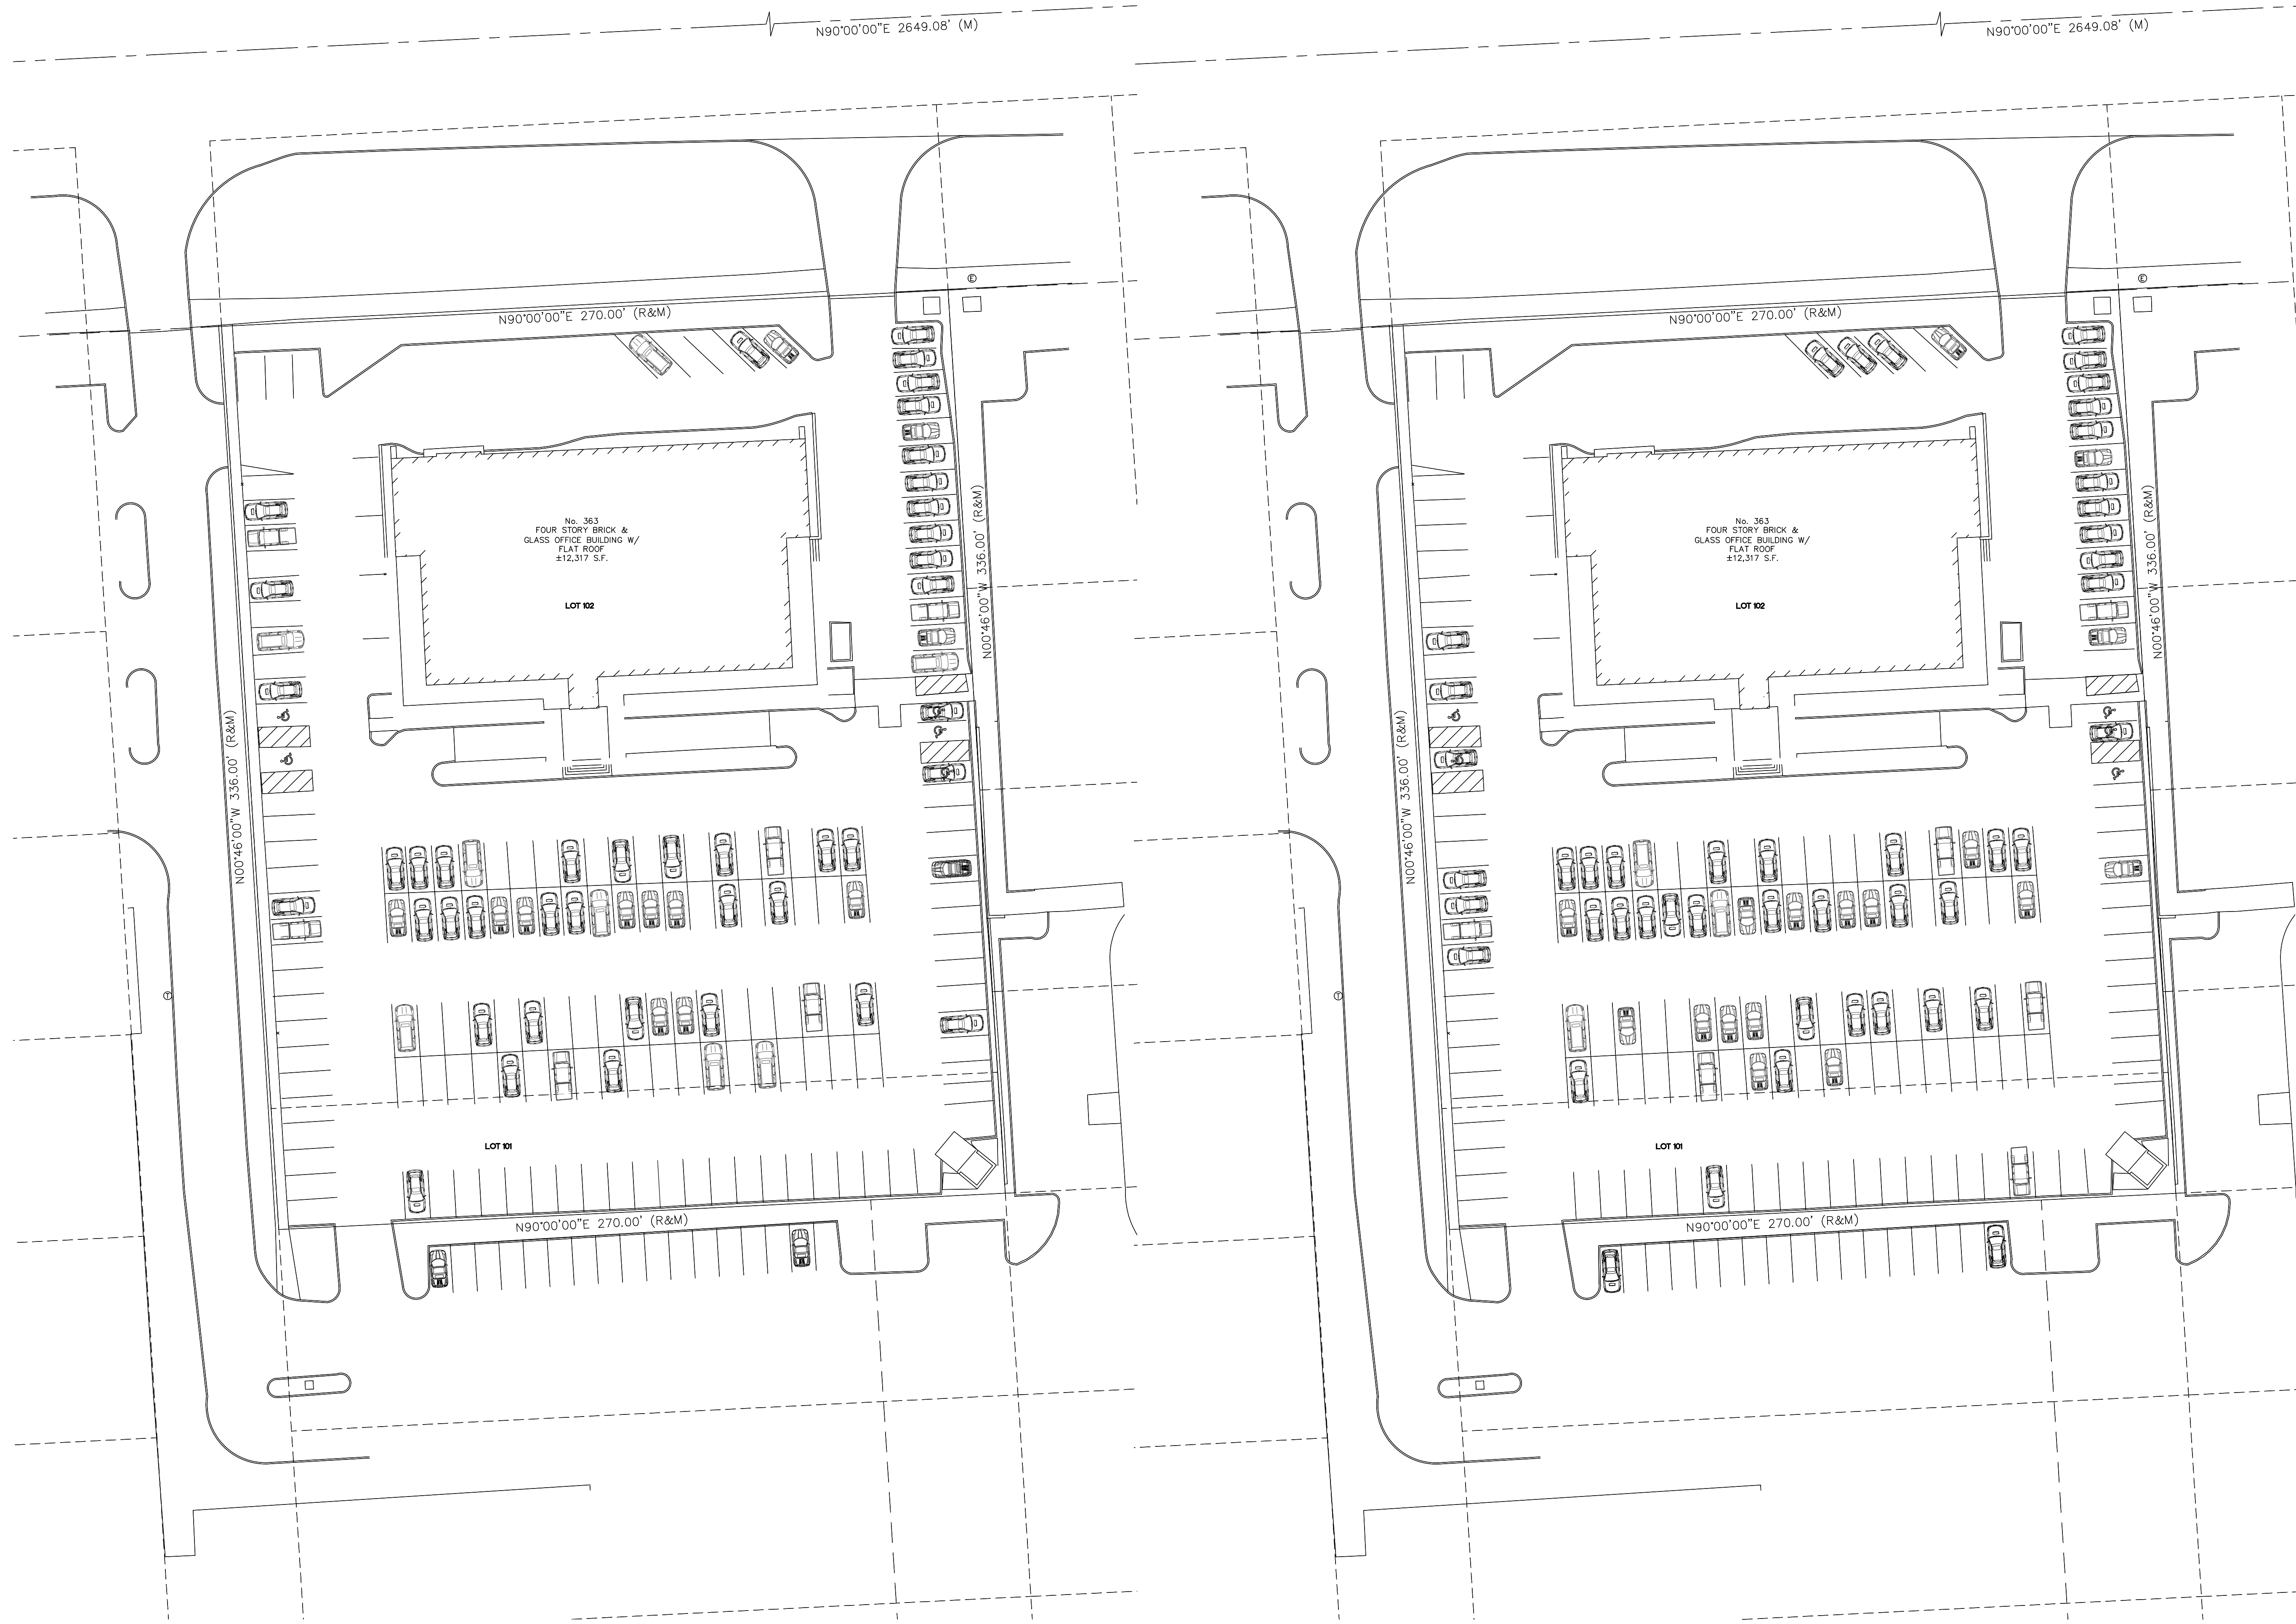 N90°00'00"E 2649.08' (M)
N90°00'00"E 2649.08' (M)
E
E
N90°00'00"E 270.00' (R&M)
N90°00'00"E 270.00' (R&M)
No. 363
FOUR STORY BRICK &
GLASS OFFICE BUILDING W/
FLAT ROOF
±12,317 S.F.
LOT 102
No. 363
FOUR STORY BRICK &
GLASS OFFICE BUILDING W/
FLAT ROOF
±12,317 S.F.
LOT 102
N00°46'00"W 336.00' (R&M)
N00°46'00"W 336.00' (R&M)
N00°46'00"W 336.00' (R&M)
N00°46'00"W 336.00' (R&M)
T
T
LOT 101
LOT 101
N90°00'00"E 270.00' (R&M)
N90°00'00"E 270.00' (R&M)